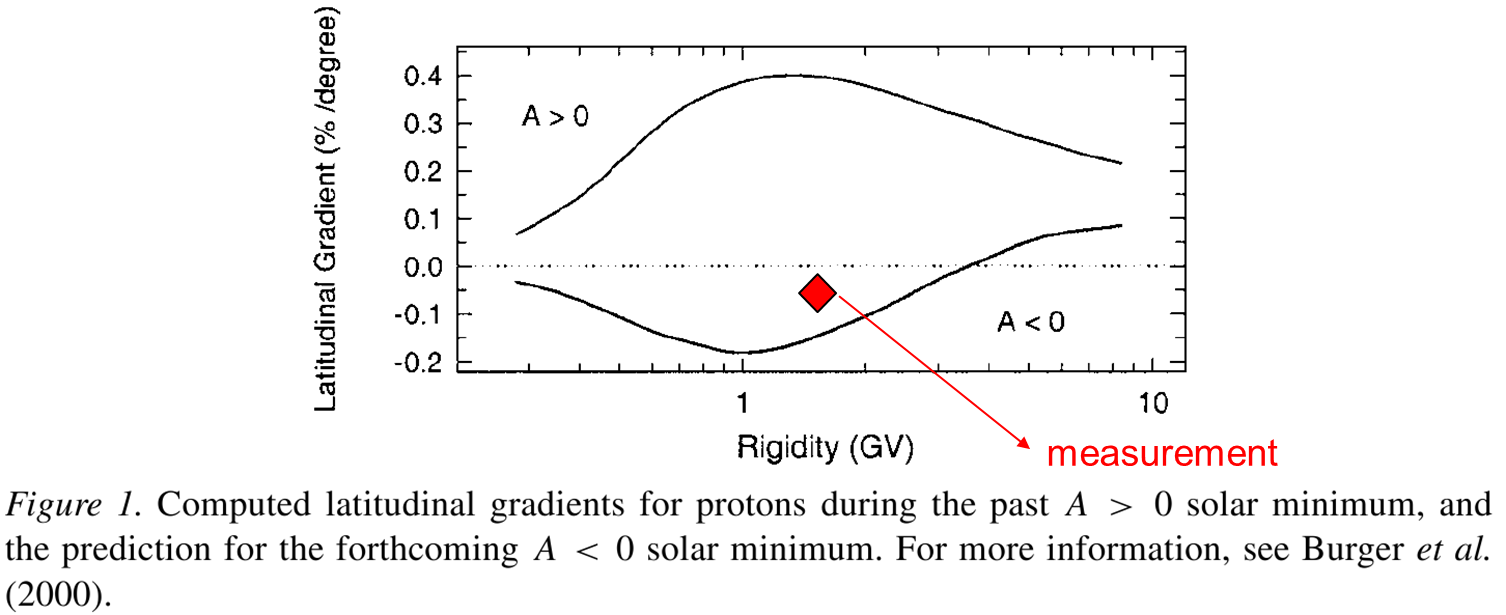 0.4
A > 0
0.3
0.2
0.1
0.0
-0.1
A < 0
-0.2
Latitudinal Gradient (% /degree)
1
10
Rigidity (GV)
measurement
Figure 1. Computed latitudinal gradients for protons during the past A > 0 solar minimum, and
the prediction for the forthcoming A < 0 solar minimum. For more information, see Burger et al.
(2000).